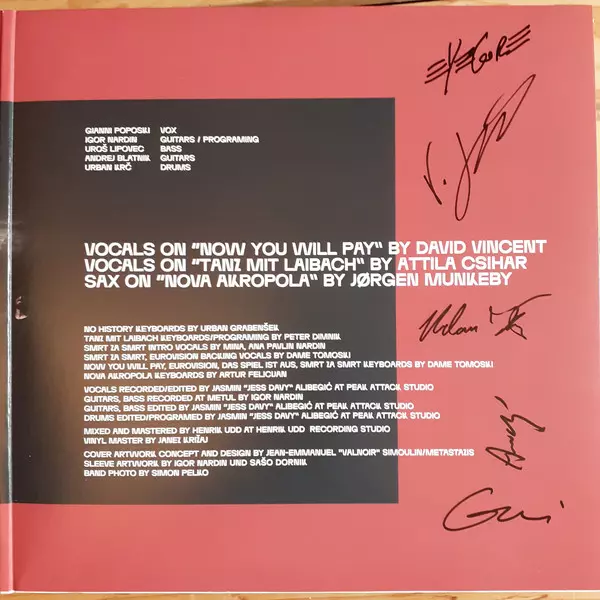 GIANNI POPOSKI VOX
IGOR NARDIN GUITARS / PROGRAMING
UROŠ LIPOVEC BASS
ANDREJ BLATNIK GUITARS
URBAN KRČ DRUMS
VOCALS ON "NOW YOU WILL PAY" BY DAVID VINCENT
VOCALS ON "TANZ MIT LAIBACH" BY ATTILA CSIHAR
SAX ON "NOVA AKROPOLA" BY JØRGEN MUNKEBY
NO HISTORY KEYBOARDS BY URBAN GRABENŠEK
TANZ MIT LAIBACH KEYBOARDS/PROGRAMING BY PETER DIMNIK
SMRT ZA SMRT INTRO VOCALS BY MINA, ANA PAVLIN NARDIN
SMRT ZA SMRT, EUROVISION BACKING VOCALS BY DAME TOMOSKI
NOW YOU WILL PAY, EUROVISION, DAS SPIEL IST AUS, SMRT ZA SMRT KEYBOARDS BY DAME TOMOSKI
NOVA AKROPOLA KEYBOARDS BY ARTUR FELICIJAN
VOCALS RECORDED/EDITED BY JASMIN "JESS DAVY" ALIBEGIĆ AT PEAK ATTACK STUDIO
GUITARS, BASS RECORDED AT METUL BY IGOR NARDIN
GUITARS, BASS EDITED BY JASMIN "JESS DAVY" ALIBEGIĆ AT PEAK ATTACK STUDIO
DRUMS EDITED/PROGRAMED BY JASMIN "JESS DAVY" ALIBEGIĆ AT PEAK ATTACK STUDIO
MIXED AND MASTERED BY HENRIK UDD AT HENRIK UDD RECORDING STUDIO
VINYL MASTER BY JANEZ KRIŽAJ
COVER ARTWORK CONCEPT AND DESIGN BY JEAN-EMMANUEL "VALNOIR" SIMOULIN/METASTAZIS
SLEEVE ARTWORK BY IGOR NARDIN UND SAŠO DORNIK
BAND PHOTO BY SIMON PELKO